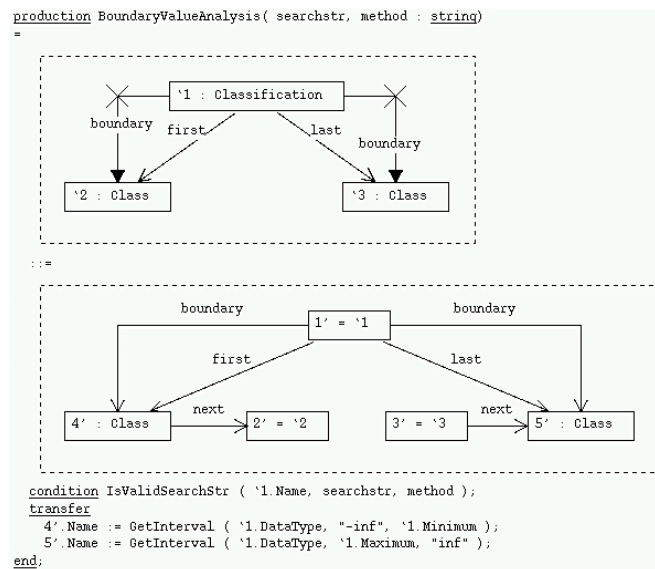 production BoundaryValueAnalysis( searchstr, method : string)
=
`1 : Classification
boundary
first
last
boundary
`2 : Class
`3 : Class
::=
boundary
boundary
1' = `1
first
last
4' : Class
next
2' = `2
3' = `3
next
5' : Class
condition IsValidSearchStr ( `1.Name, searchstr, method );
transfer
4'.Name := GetInterval ( `1.DataType, "-inf", `1.Minimum );
5'.Name := GetInterval ( `1.DataType, `1.Maximum, "inf" );
end;